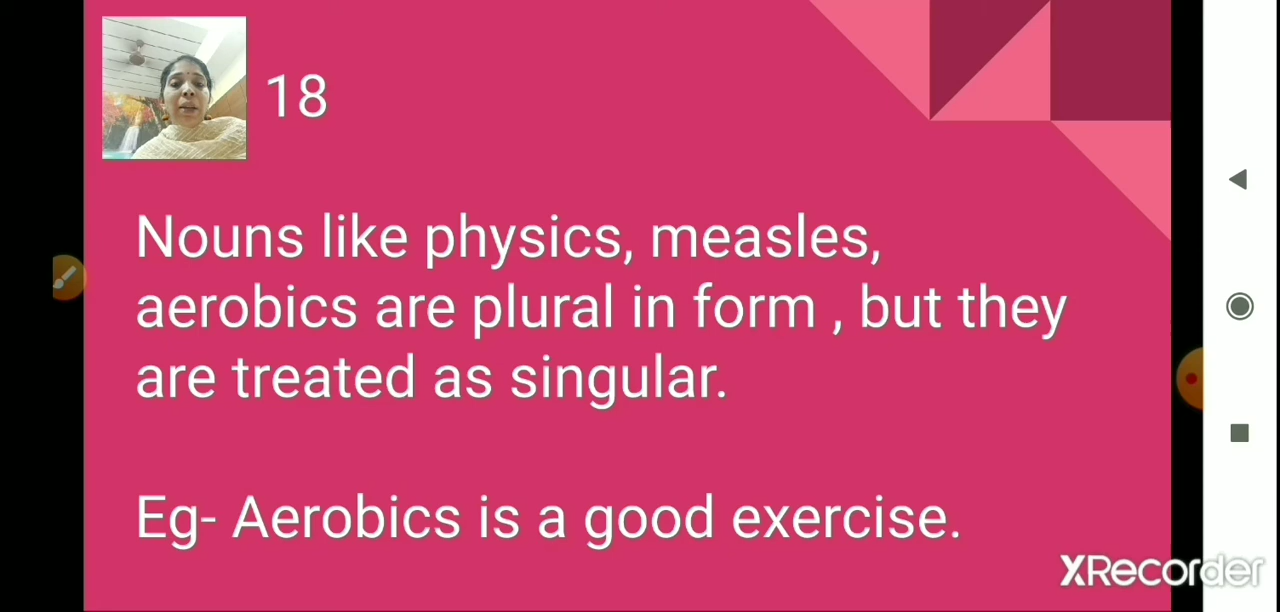 18
Nouns like physics, measles,
aerobics are plural in form , but they
are treated as singular.
Eg- Aerobics is a good exercise.
XRecorder